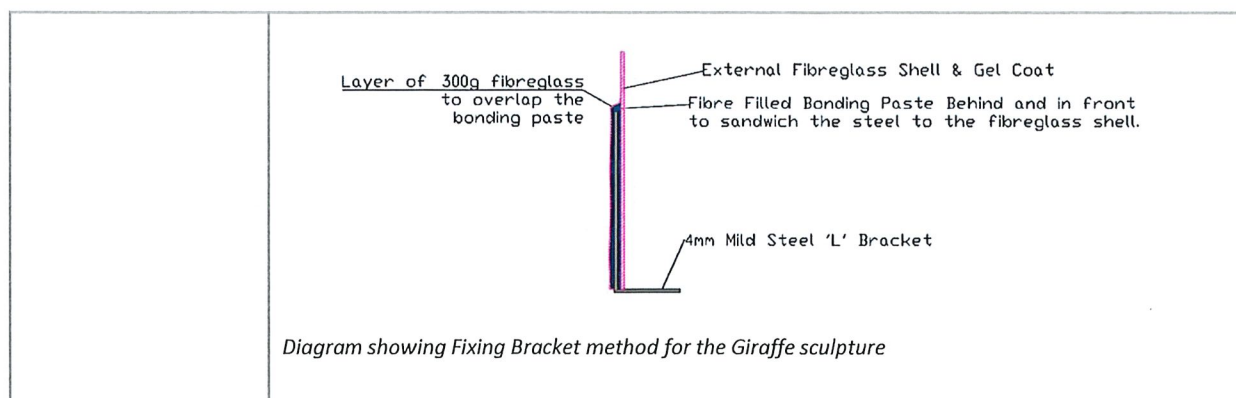 Layer of 300g fibreglass
to overlap the
bonding paste
External Fibreglass Shell & Gel Coat
Fibre Filled Bonding Paste Behind and in front
to sandwich the steel to the fibreglass shell.
4mm Mild Steel 'L' Bracket
Diagram showing Fixing Bracket method for the Giraffe sculpture